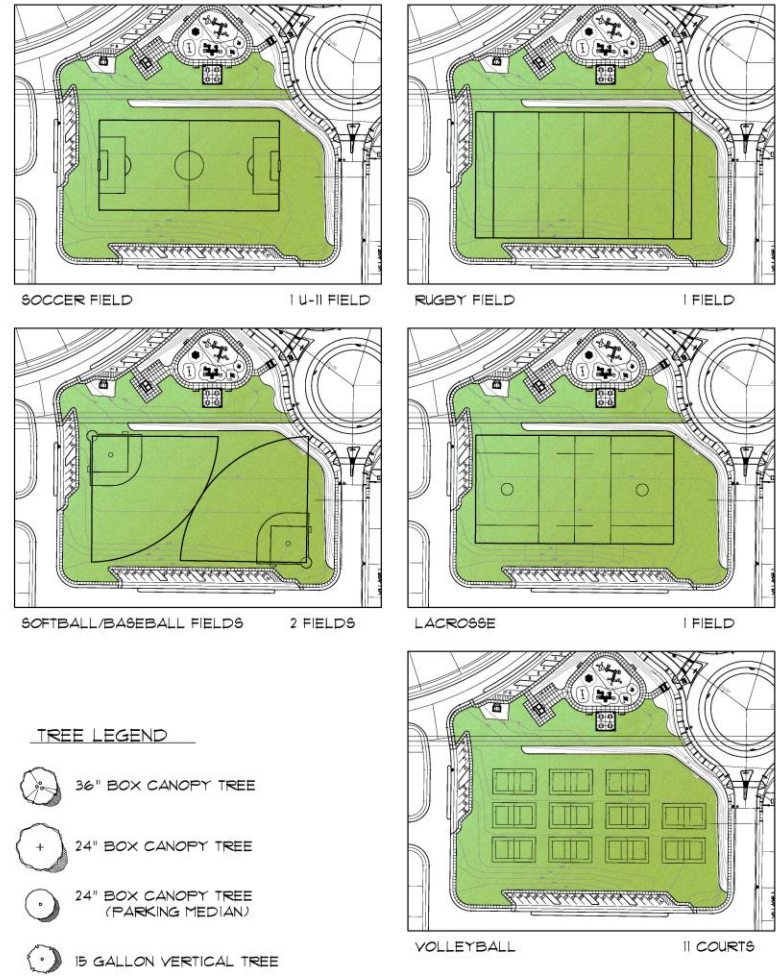 SOCCER FIELD 1 U-11 FIELD
RUGBY FIELD 1 FIELD
SOFTBALL/BASEBALL FIELDS 2 FIELDS
LACROSSE 1 FIELD
TREE LEGEND
36" BOX CANOPY TREE
24" BOX CANOPY TREE
24" BOX CANOPY TREE
(PARKING MEDIAN)
15 GALLON VERTICAL TREE
VOLLEYBALL 11 COURTS